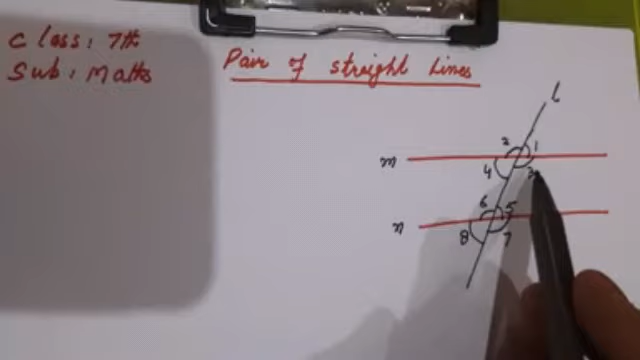 Class: 7th
Sub: Maths
Pair of straight Lines
l
2 1
m
4 3
6 5
n
8 7